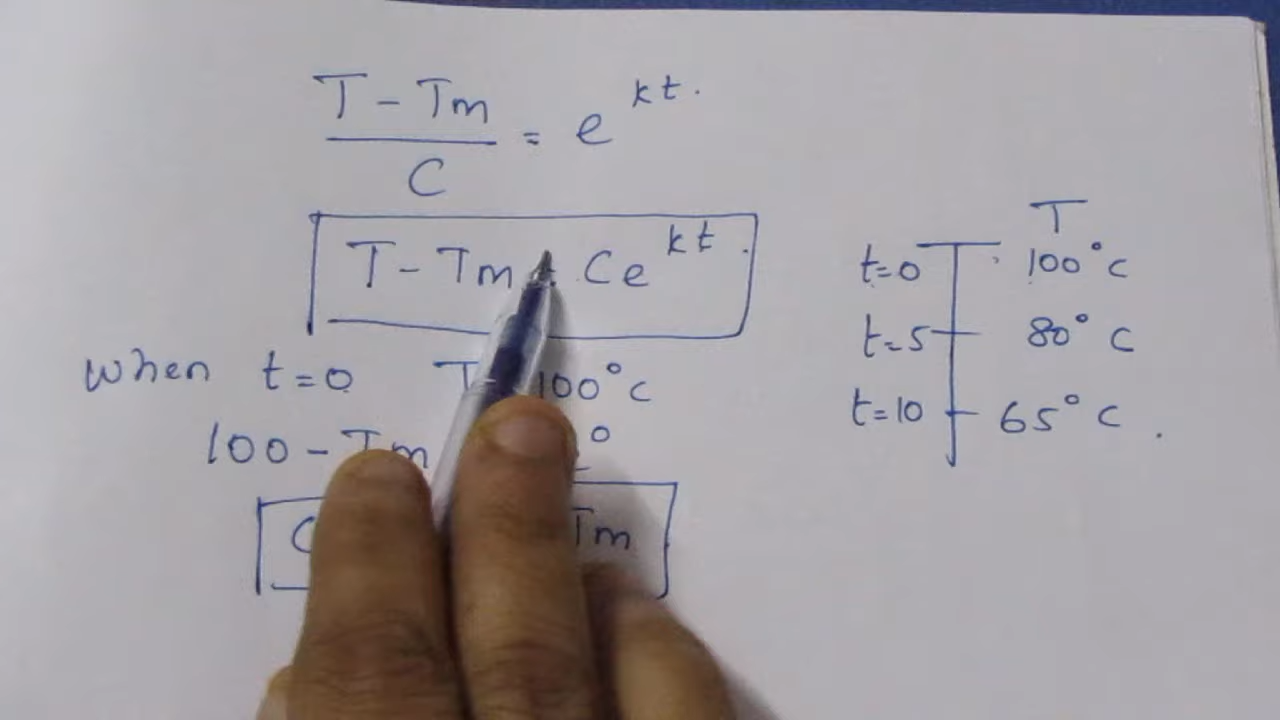 T - Tm
C
= e^kt.
T - Tm = Ce^kt.
when t=0 T 100°c
100 - Tm °
C Tm
T
t=0 100°c
t=5 80°c
t=10 65°c.